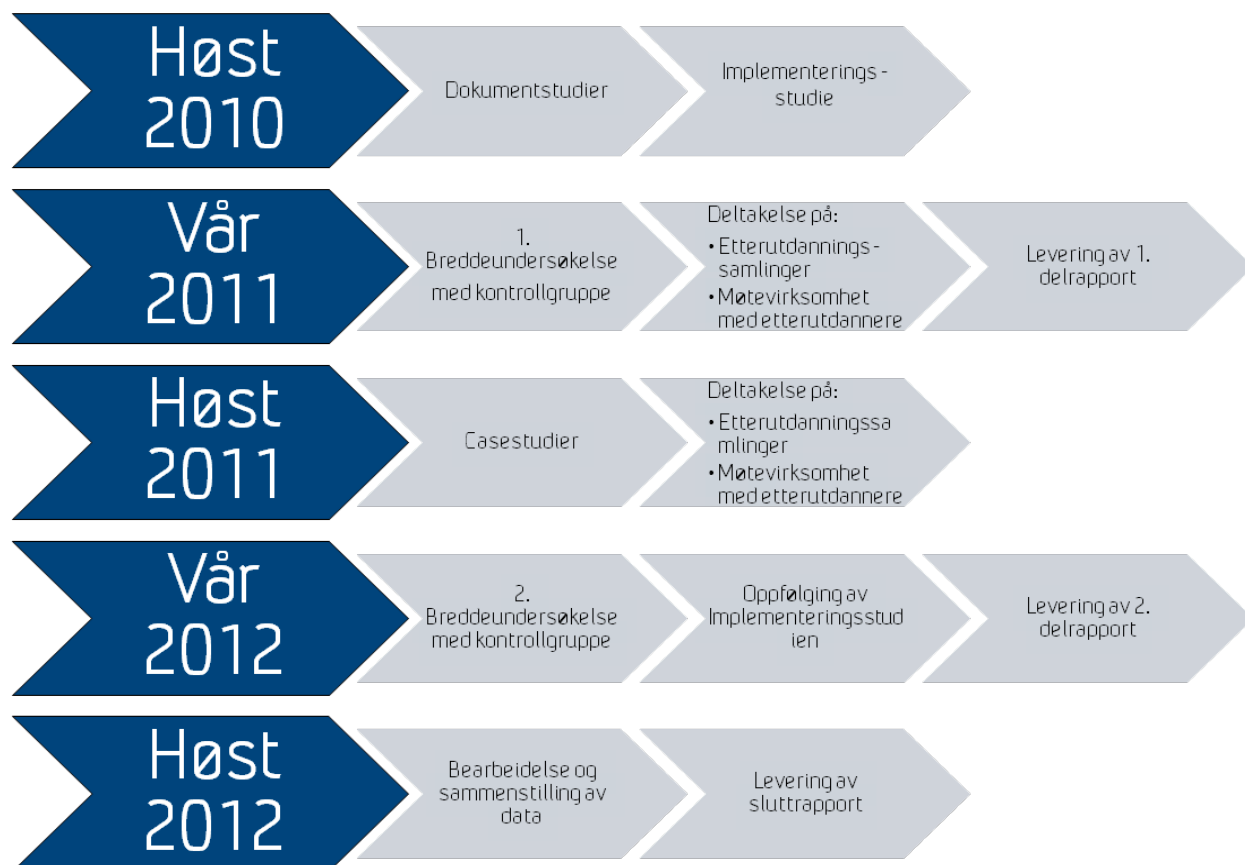 Høst
2010
Dokumentstudier
Implementerings-
studie
Vår
2011
1.
Breddeundersøkelse
med kontrollgruppe
Deltakelse på:
• Etterutdannings-
samlinger
• Møtevirksomhet
med etterutdannere
Levering av 1.
delrapport
Høst
2011
Casestudier
Deltakelse på:
• Etterutdanningssa
mlinger
• Møtevirksomhet
med etterutdannere
Vår
2012
2.
Breddeundersøkelse
med kontrollgruppe
Oppfølging av
Implementeringsstud
ien
Levering av 2.
delrapport
Høst
2012
Bearbeidelse og
sammenstilling av
data
Levering av
sluttrapport